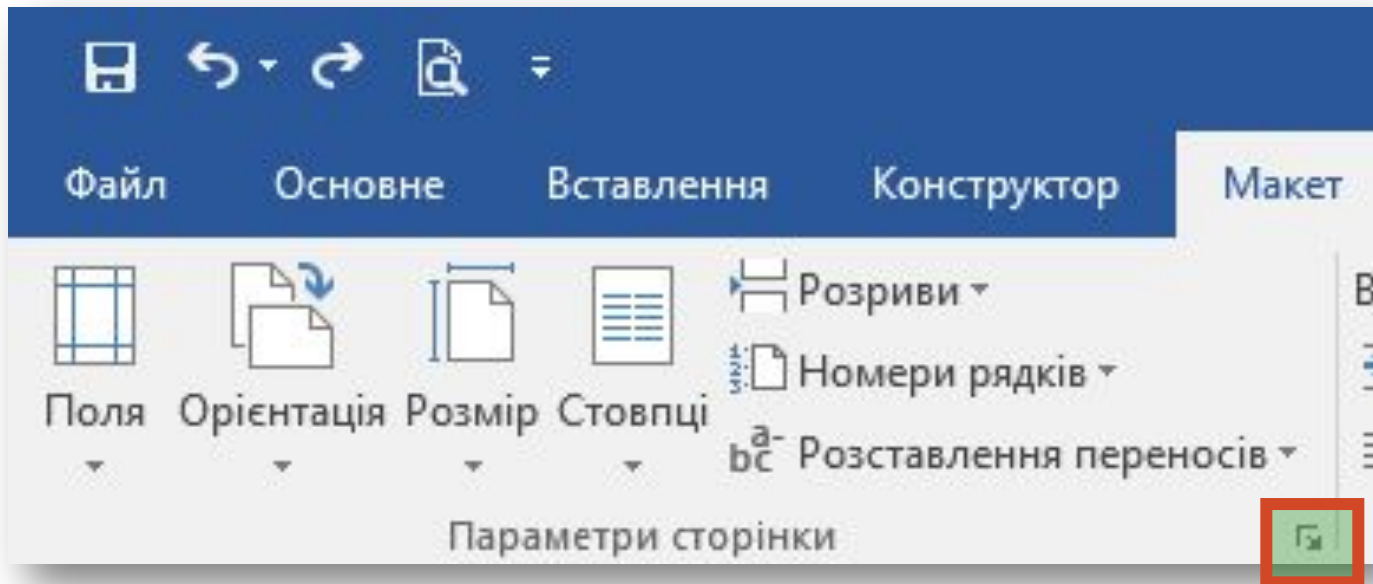 Файл Основне Вставлення Конструктор Макет
Розриви
Номери рядків
Поля Орієнтація Розмір Стовпці
Розставлення переносів
Параметри сторінки